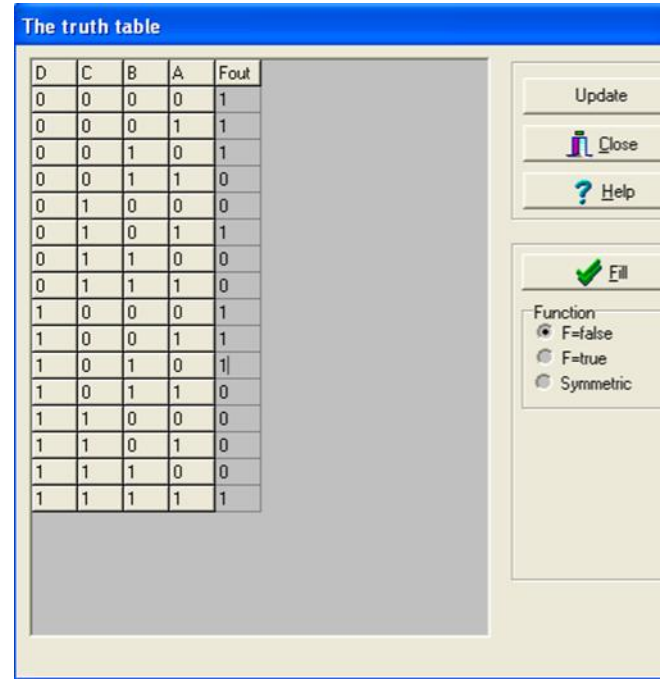 The truth table
D C B A Fout
0 0 0 0 1
0 0 0 1 1
0 0 1 0 1
0 0 1 1 0
0 1 0 0 0
0 1 0 1 1
0 1 1 0 0
0 1 1 1 0
1 0 0 0 1
1 0 0 1 1
1 0 1 0 1
1 0 1 1 0
1 1 0 0 0
1 1 0 1 0
1 1 1 0 0
1 1 1 1 1
Update
Close
Help
Fill
Function
F=false
F=true
Symmetric